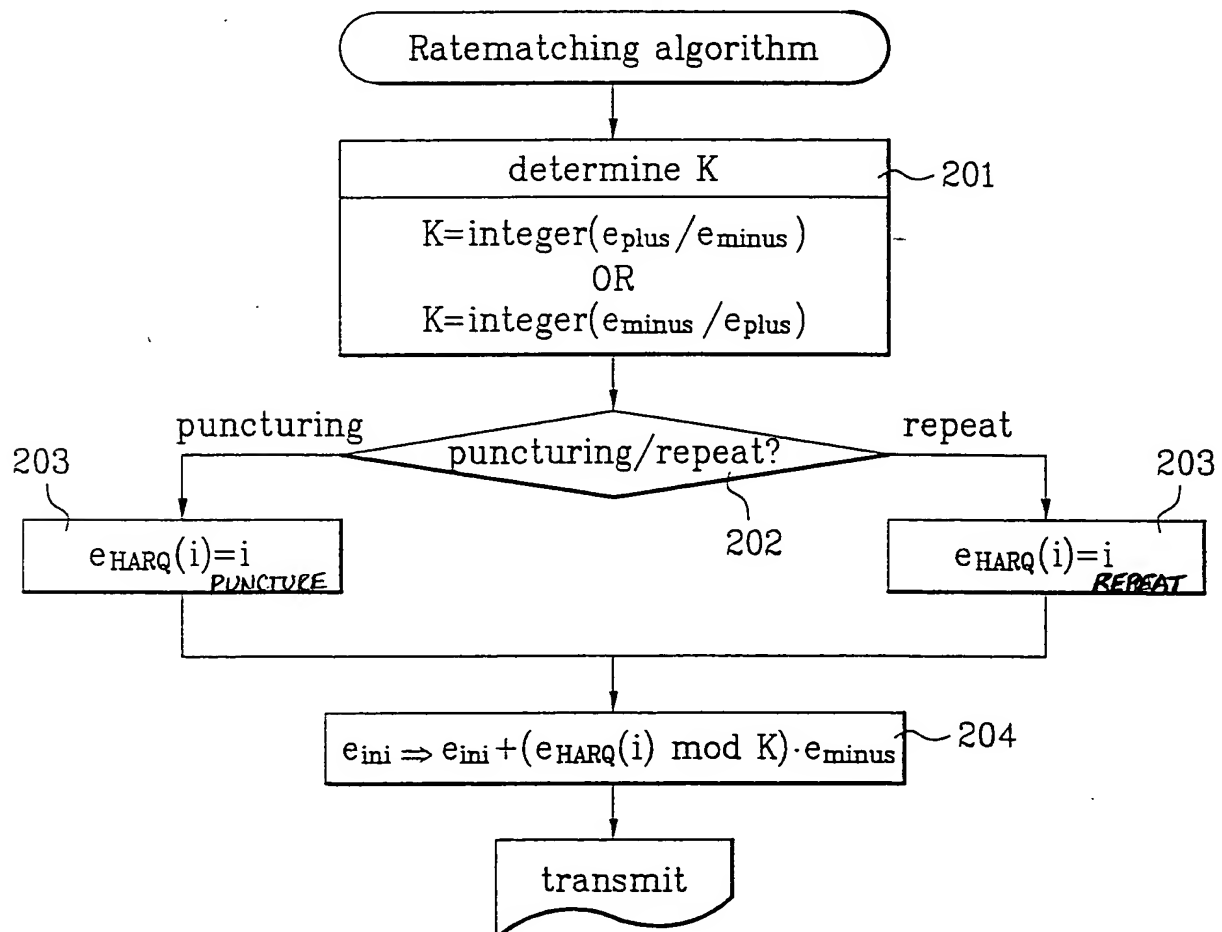 Ratematching algorithm
determine K
201
K=integer(eplus/eminus)
OR
K=integer(eminus/eplus)
puncturing
puncturing/repeat?
repeat
202
203
eHARQ(i)=i
PUNCTURE
203
eHARQ(i)=i
REPEAT
eini ⇒ eini+(eHARQ(i) mod K)·eminus
204
transmit